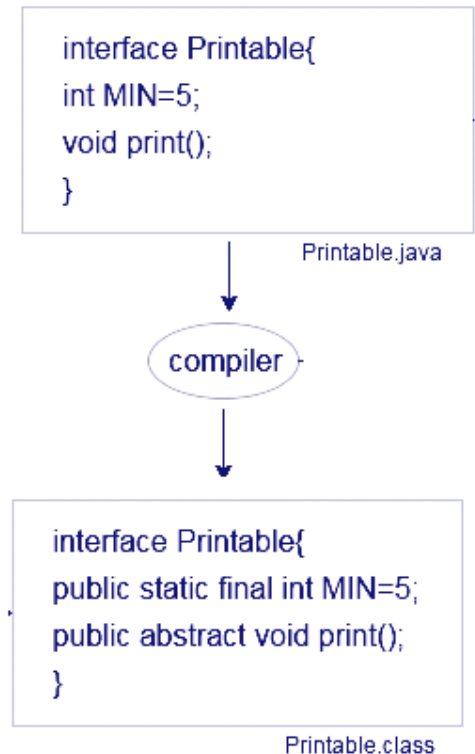 interface Printable{
int MIN=5;
void print();
}
Printable.java
compiler
interface Printable{
public static final int MIN=5;
public abstract void print();
}
Printable.class